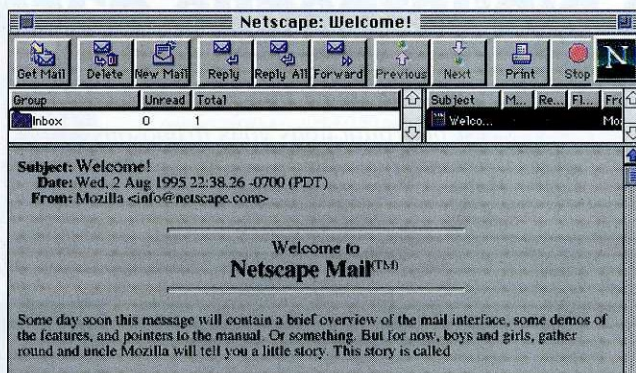 Netscape: Welcome!
Get Mail Delete New Mail Reply Reply All Forward Previous Next Print Stop N
Group Unread Total Subject M... Re... Fl... Fro
Inbox 0 1 Welco... Mo
Subject: Welcome!
Date: Wed, 2 Aug 1995 22:38.26 -0700 (PDT)
From: Mozilla <info@netscape.com>
Welcome to
Netscape Mail(TM)
Some day soon this message will contain a brief overview of the mail interface, some demos of
the features, and pointers to the manual. Or something. But for now, boys and girls, gather
round and uncle Mozilla will tell you a little story. This story is called